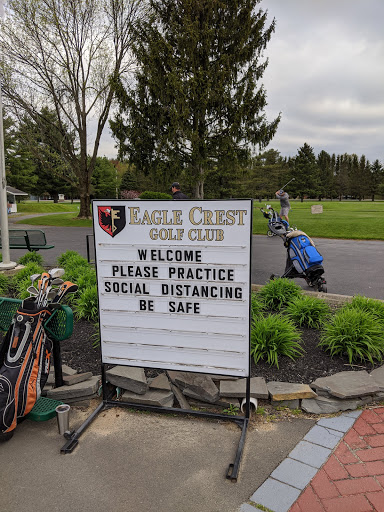 EAGLE CREST
GOLF CLUB
WELCOME
PLEASE PRACTICE
SOCIAL DISTANCING
BE SAFE